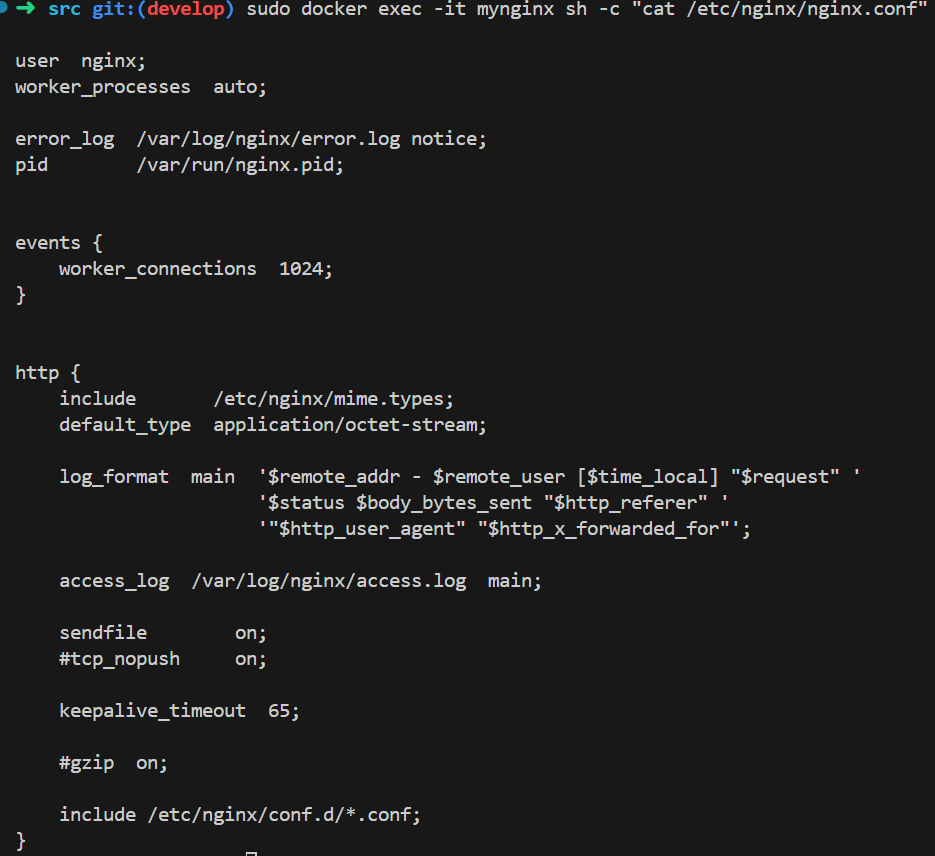 ➜ src git:(develop) sudo docker exec -it mynginx sh -c "cat /etc/nginx/nginx.conf"
user  nginx;
worker_processes  auto;
error_log  /var/log/nginx/error.log notice;
pid        /var/run/nginx.pid;
events {
    worker_connections  1024;
}
http {
    include       /etc/nginx/mime.types;
    default_type  application/octet-stream;
    log_format  main  '$remote_addr - $remote_user [$time_local] "$request" '
                      '$status $body_bytes_sent "$http_referer" '
                      '"$http_user_agent" "$http_x_forwarded_for"';
    access_log  /var/log/nginx/access.log  main;
    sendfile        on;
    #tcp_nopush     on;
    keepalive_timeout  65;
    #gzip  on;
    include /etc/nginx/conf.d/*.conf;
}